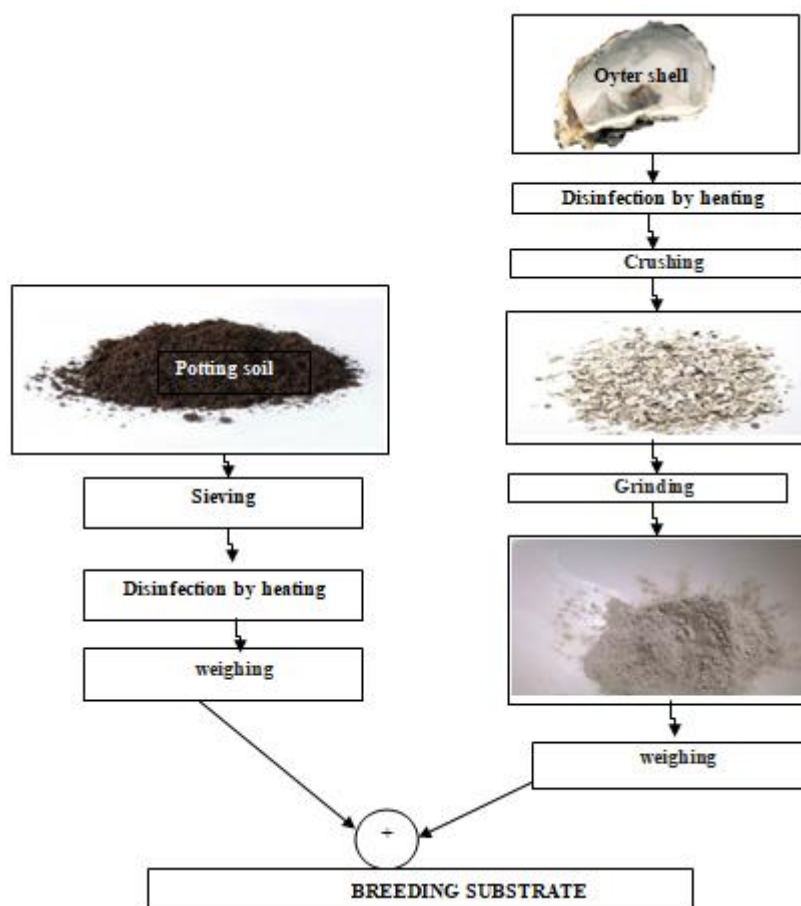 Oyter shell
Disinfection by heating
Crushing
Potting soil
Grinding
Sieving
Disinfection by heating
weighing
weighing
+
BREEDING SUBSTRATE